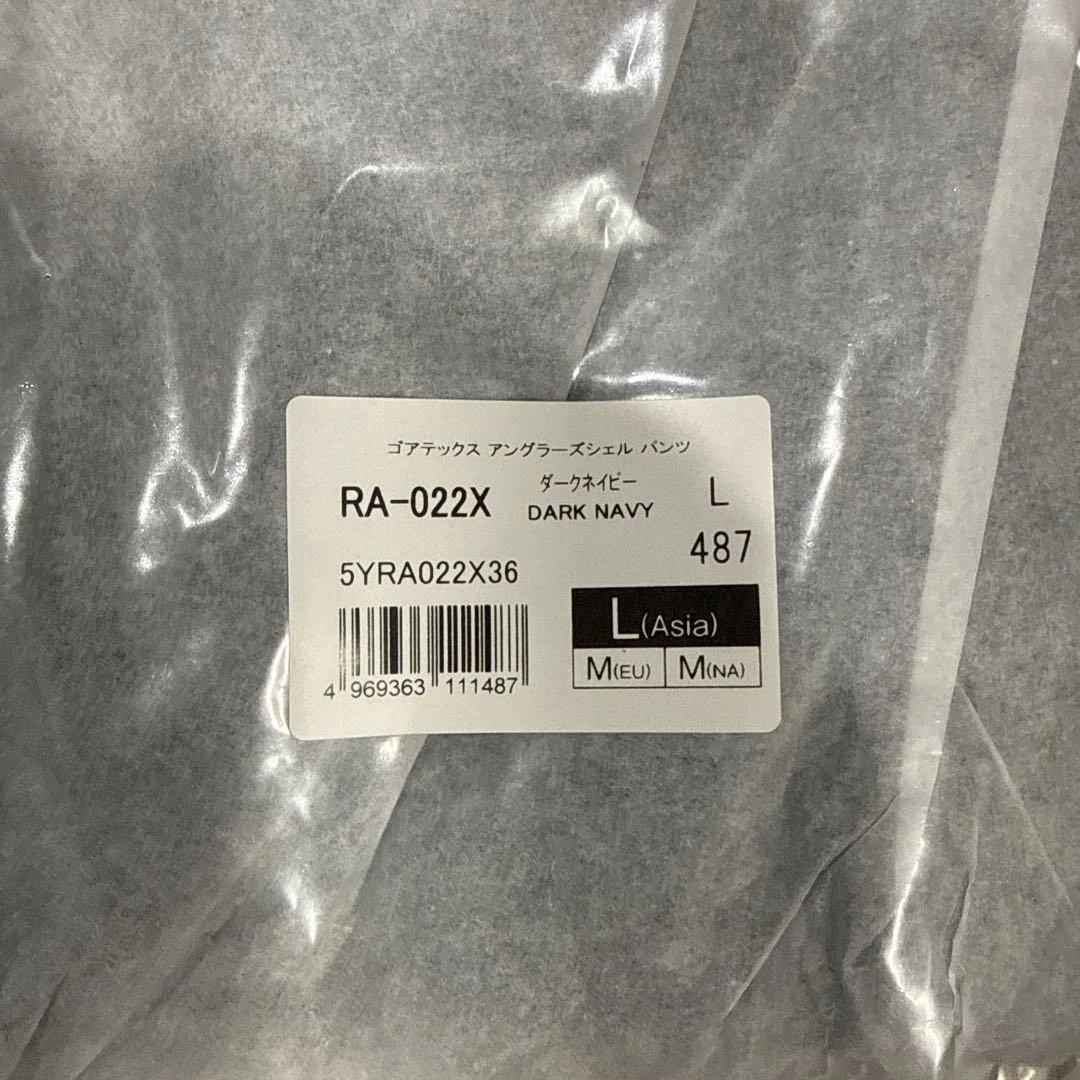 ゴアテックス アングラーズシェル パンツ
RA-022X
ダークネイビー
DARK NAVY
L
487
5YRA022X36
L(Asia)
M(EU) M(NA)
4 969363 111487